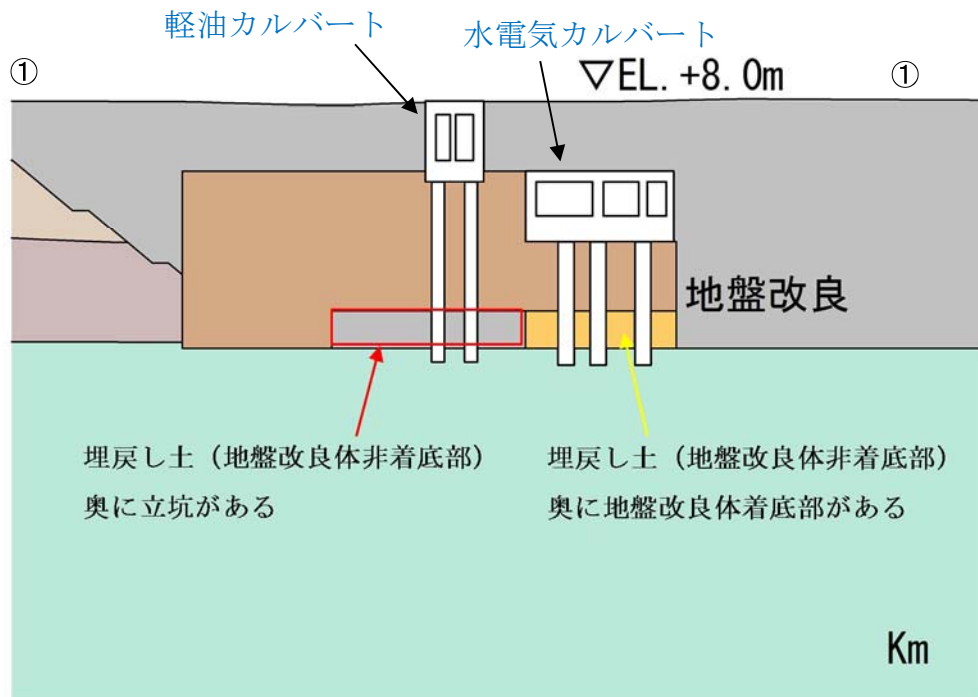 軽油カルバート
水電気カルバート
①
▽EL. +8.0m
①
地盤改良
埋戻し土（地盤改良体非着底部）
奥に立坑がある
埋戻し土（地盤改良体非着底部）
奥に地盤改良体着底部がある
Km